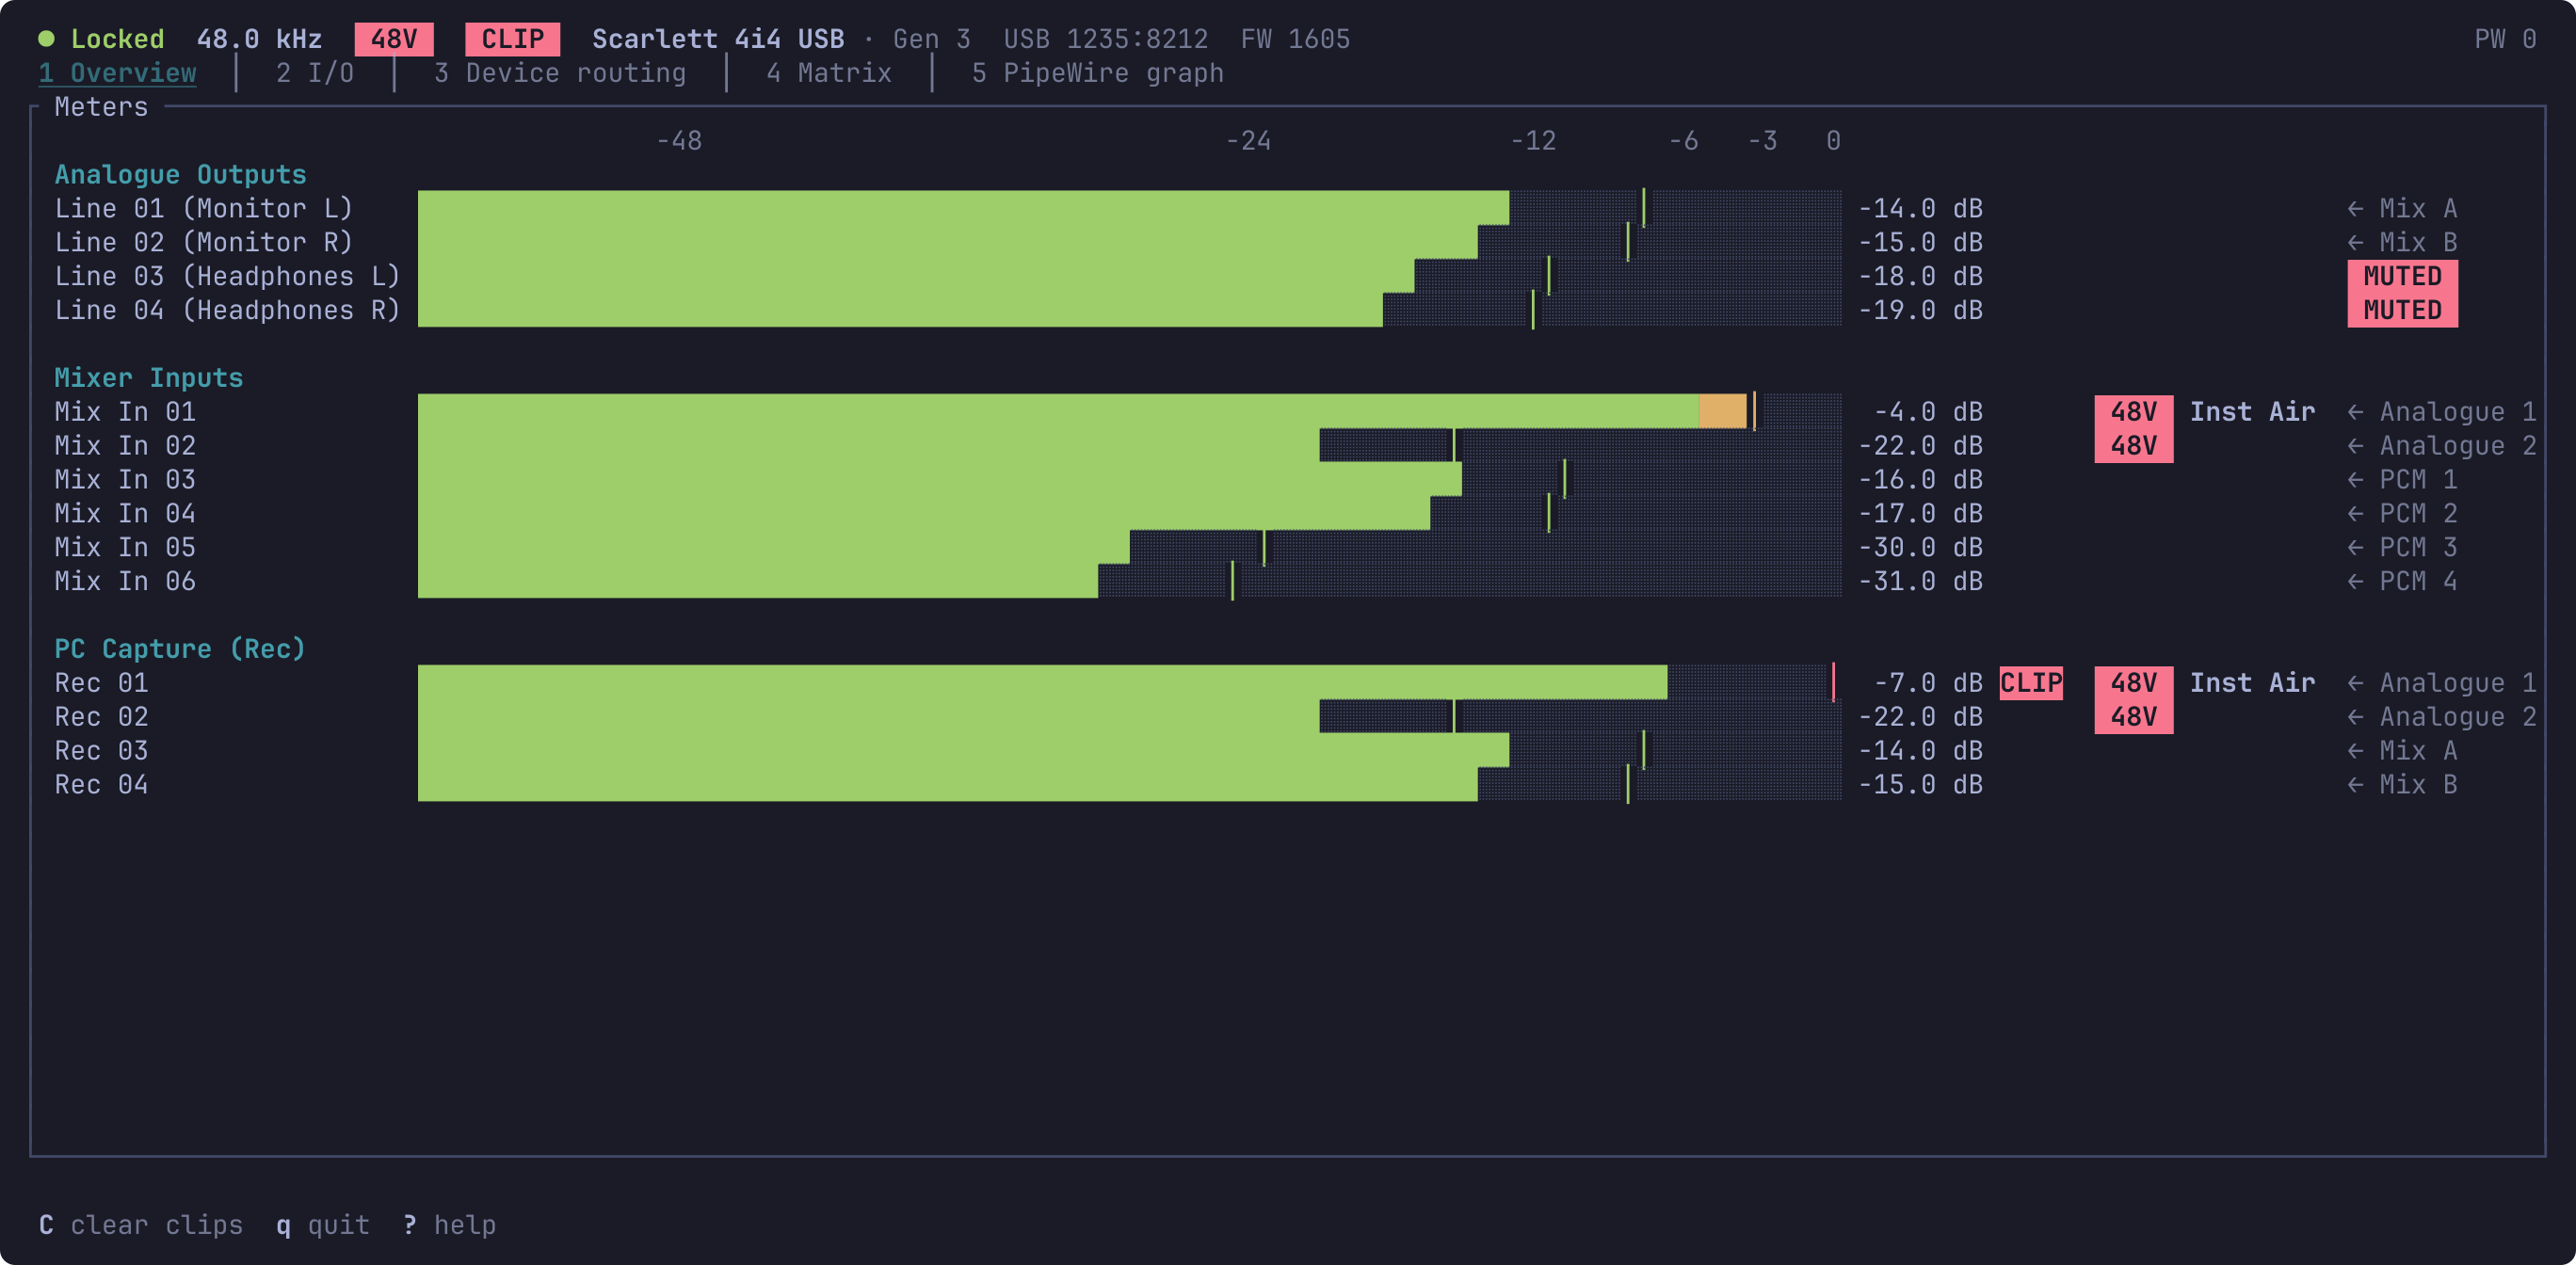 ● Locked  48.0 kHz  48V  CLIP  Scarlett 4i4 USB · Gen 3  USB 1235:8212  FW 1605  PW 0
1 Overview │ 2 I/O │ 3 Device routing │ 4 Matrix │ 5 PipeWire graph
Meters
-48 -24 -12 -6 -3 0
Analogue Outputs
Line 01 (Monitor L) -14.0 dB ← Mix A
Line 02 (Monitor R) -15.0 dB ← Mix B
Line 03 (Headphones L) -18.0 dB MUTED
Line 04 (Headphones R) -19.0 dB MUTED
Mixer Inputs
Mix In 01 -4.0 dB 48V Inst Air ← Analogue 1
Mix In 02 -22.0 dB 48V ← Analogue 2
Mix In 03 -16.0 dB ← PCM 1
Mix In 04 -17.0 dB ← PCM 2
Mix In 05 -30.0 dB ← PCM 3
Mix In 06 -31.0 dB ← PCM 4
PC Capture (Rec)
Rec 01 -7.0 dB CLIP 48V Inst Air ← Analogue 1
Rec 02 -22.0 dB 48V ← Analogue 2
Rec 03 -14.0 dB ← Mix A
Rec 04 -15.0 dB ← Mix B
C clear clips  q quit  ? help